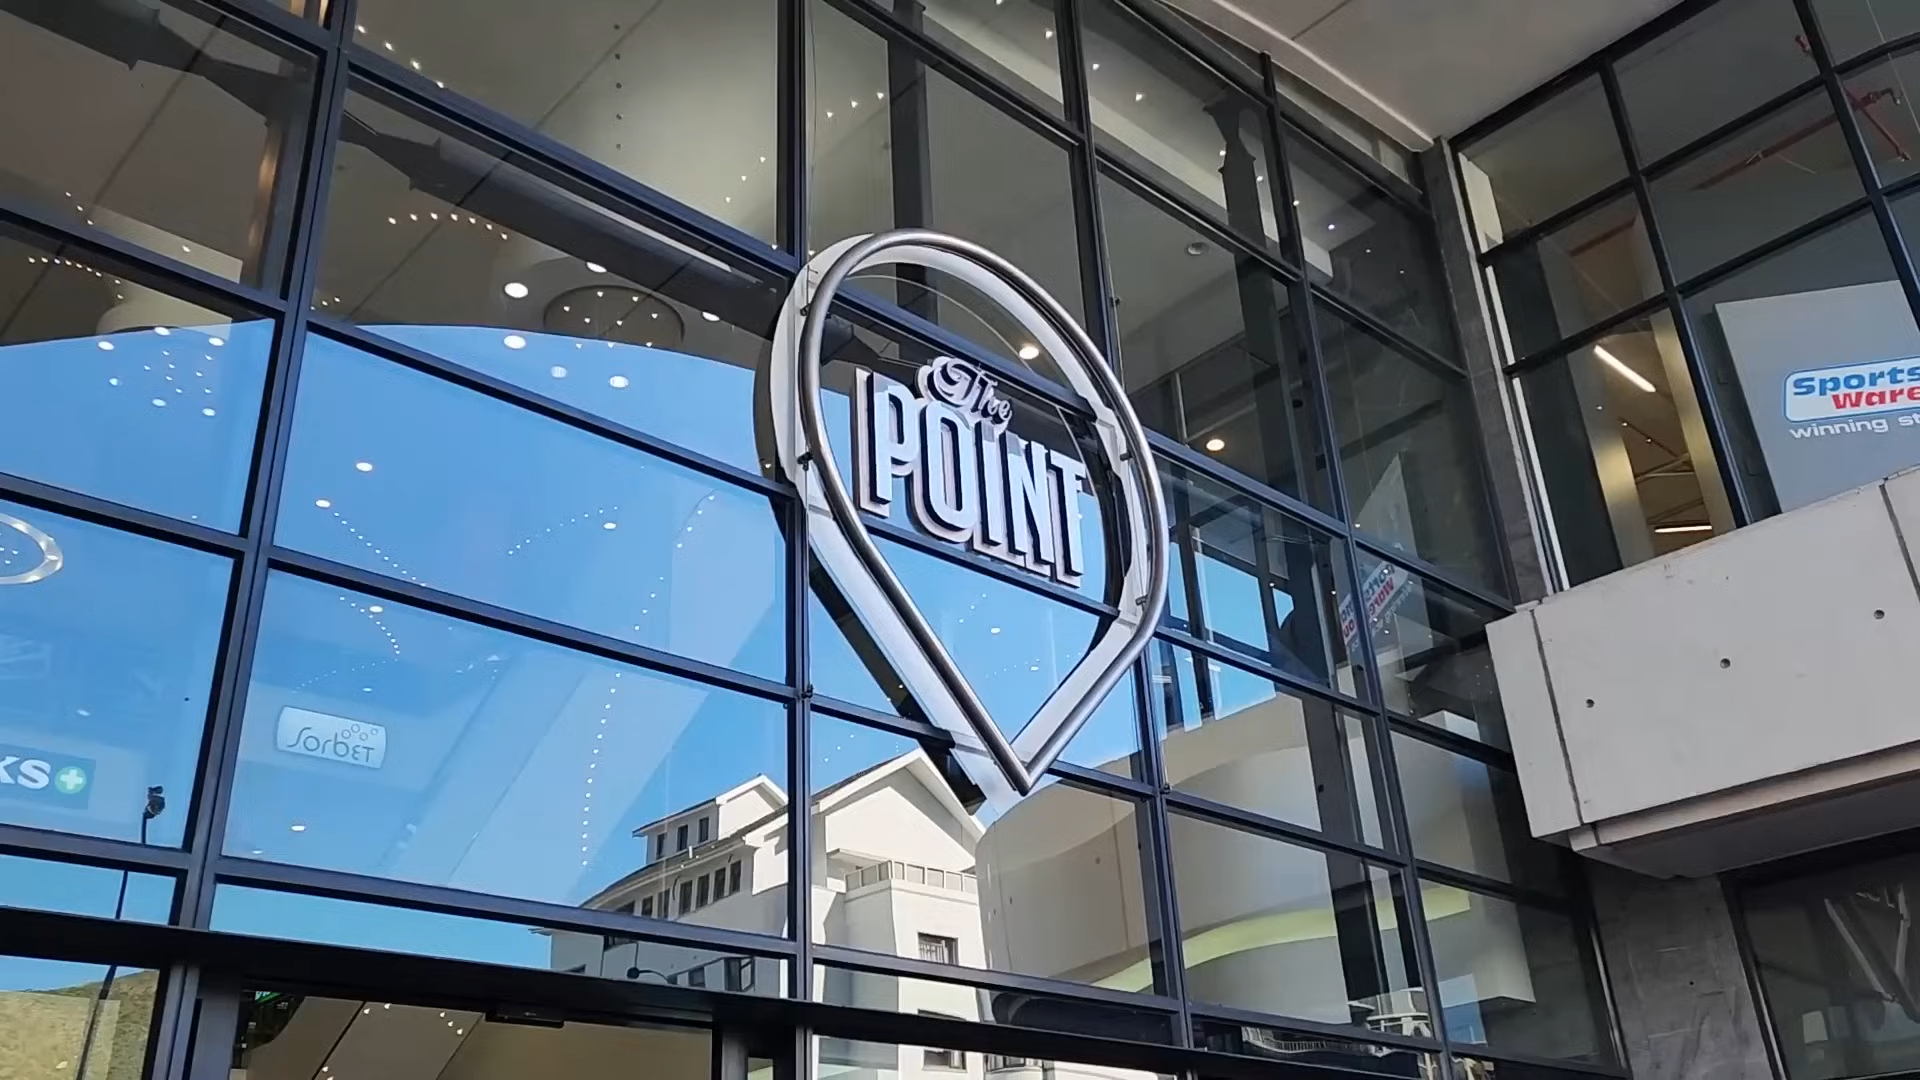 The
POINT
Sports
Ware
winning st
sorbet
KS+